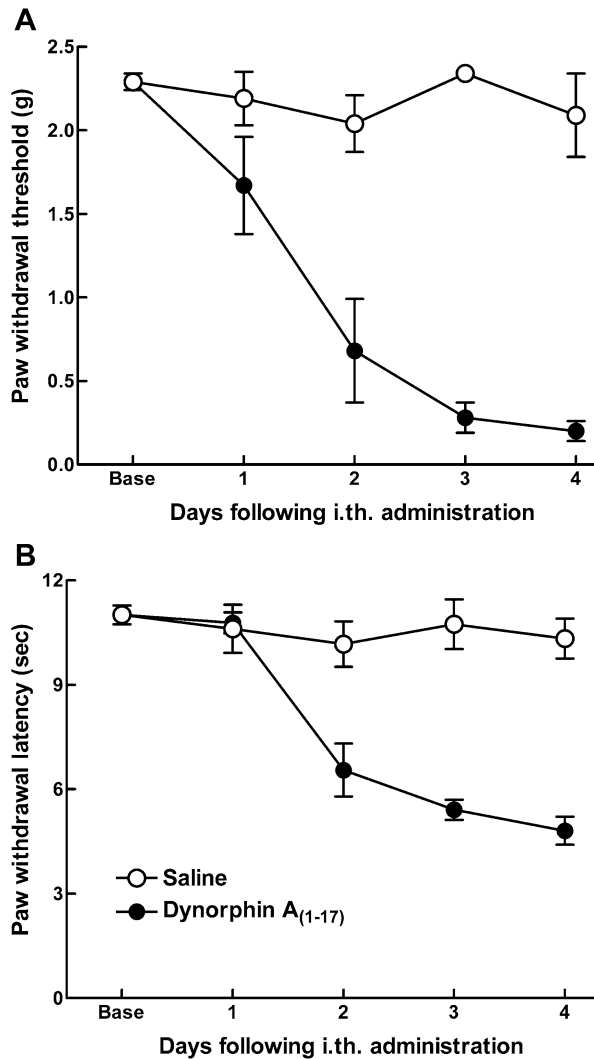 A
Paw withdrawal threshold (g)
2.5
2.0
1.5
1.0
0.5
0.0
Base 1 2 3 4
Days following i.th. administration
B
Paw withdrawal latency (sec)
12
9
6
3
0
Saline
Dynorphin A(1-17)
Base 1 2 3 4
Days following i.th. administration